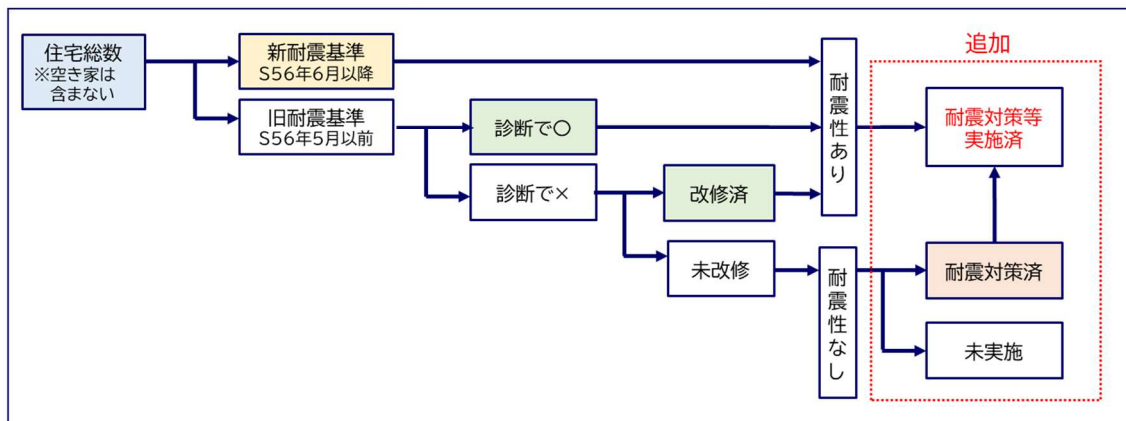 住宅総数
※空き家は
含まない
新耐震基準
S56年6月以降
旧耐震基準
S56年5月以前
診断で〇
診断で×
改修済
未改修
耐震性あり
耐震性なし
追加
耐震対策等
実施済
耐震対策済
未実施